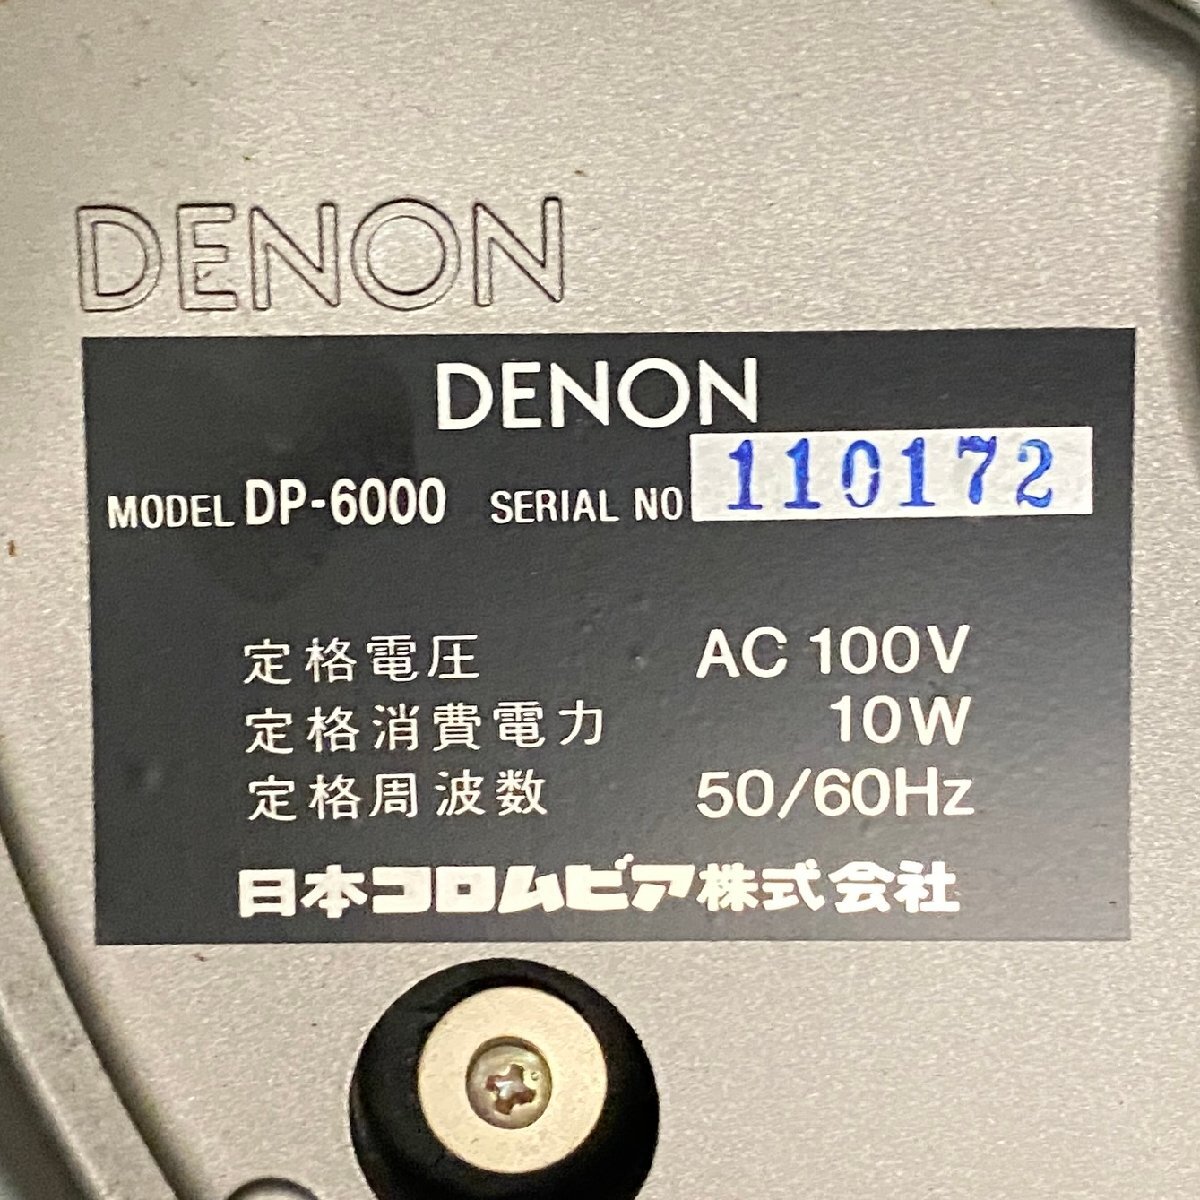 DENON
DENON
MODEL DP-6000 SERIAL NO 110172
定格電圧 AC 100V
定格消費電力 10W
定格周波数 50/60Hz
日本コロムビア株式会社